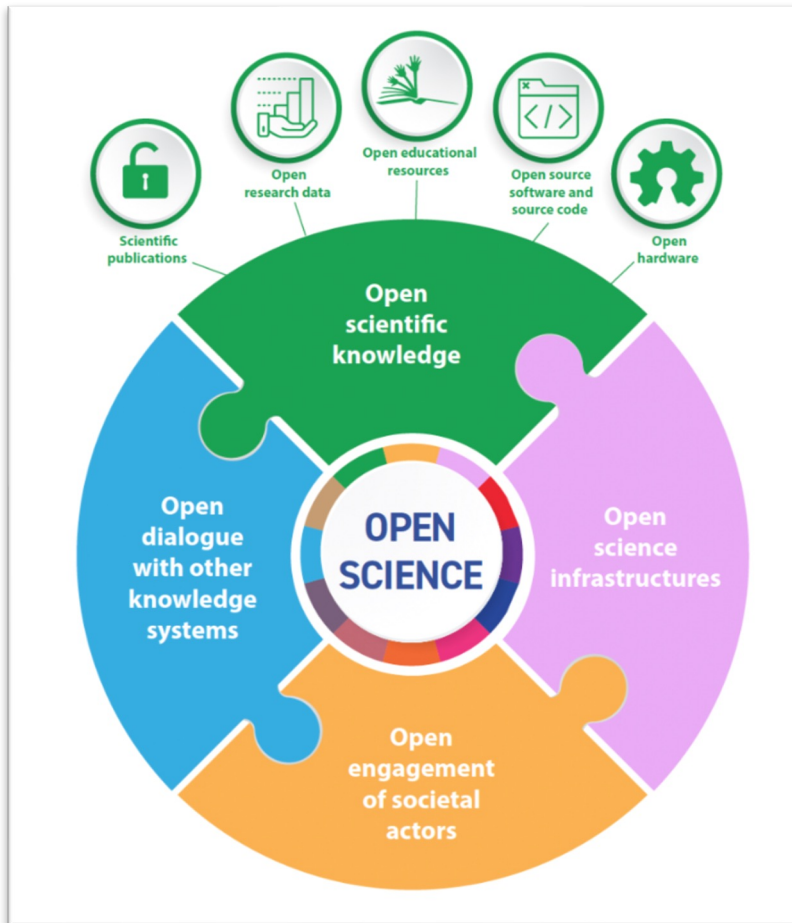 Scientific
publications
Open
research data
Open educational
resources
Open source
software and
source code
Open
hardware
Open
scientific
knowledge
Open
dialogue
with other
knowledge
systems
OPEN
SCIENCE
Open
science
infrastructures
Open
engagement
of societal
actors